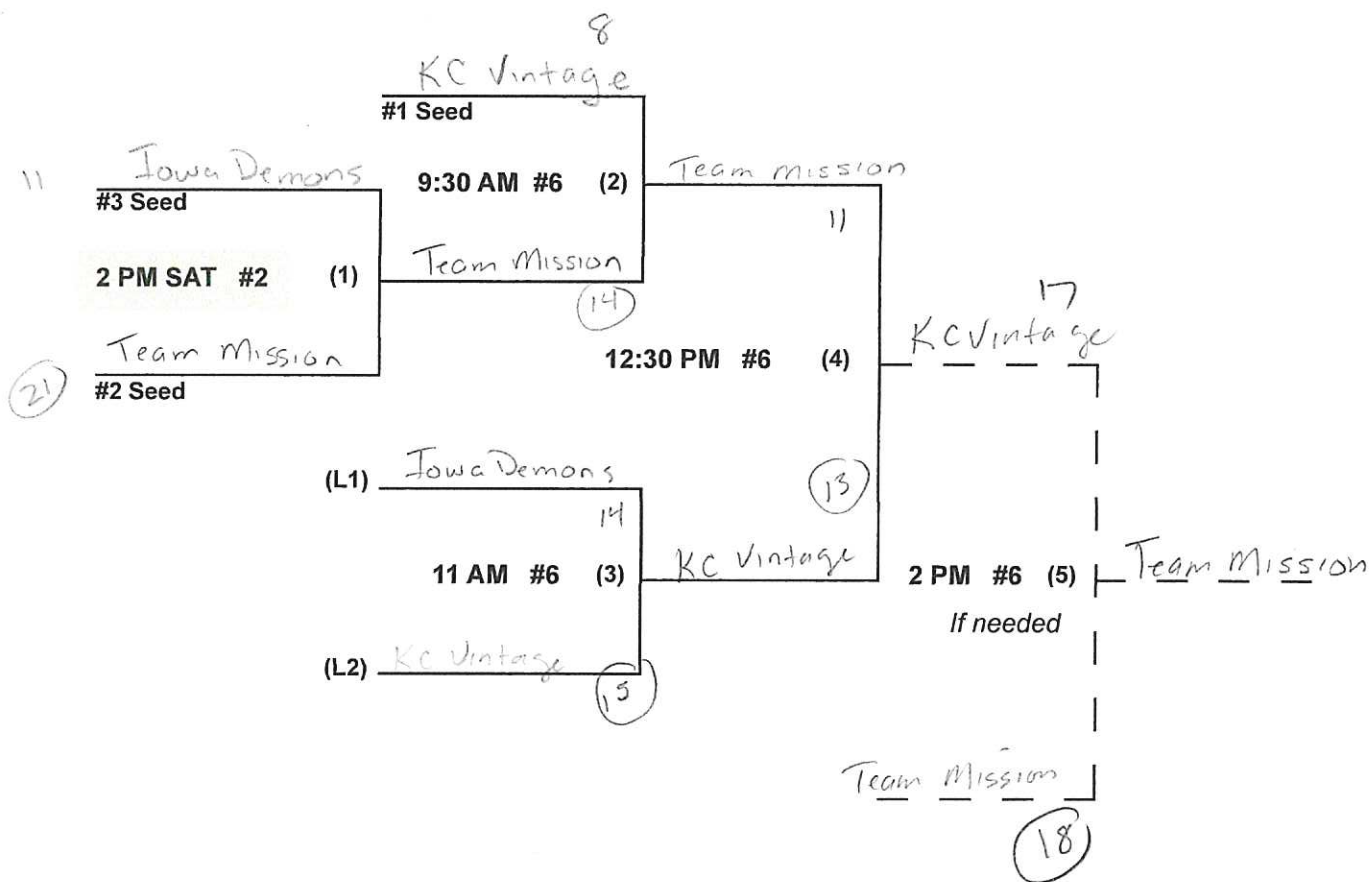 8
KC Vintage
#1 Seed
11 Iowa Demons
#3 Seed
9:30 AM #6 (2)
Team mission
11
2 PM SAT #2 (1)
Team Mission
14
Team Mission
21
#2 Seed
12:30 PM #6 (4)
17
KC Vintage
(L1) Iowa Demons
14
13
11 AM #6 (3)
KC Vintage
2 PM #6 (5)
If needed
Team Mission
(L2) KC Vintage
15
Team Mission
18